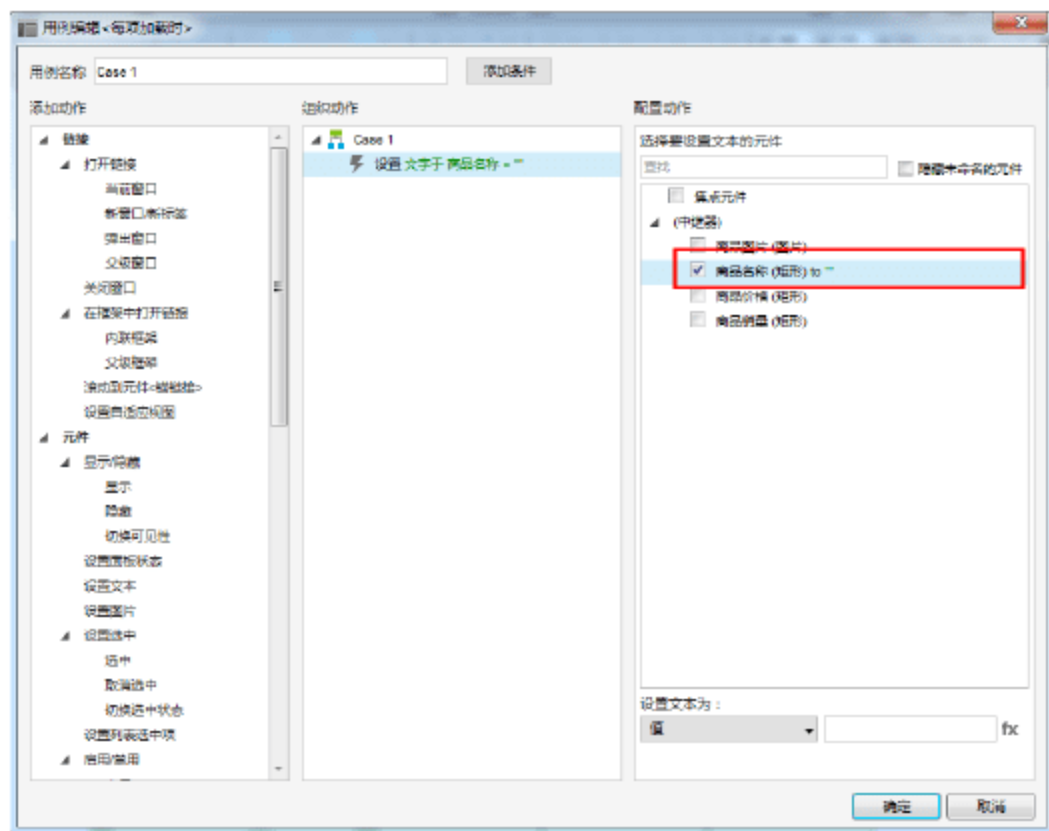 用例编辑<每项加载时>
用例名称 Case 1 添加条件
添加动作
链接
打开链接
当前窗口
新窗口/新标签
弹出窗口
父级窗口
关闭窗口
在框架中打开链接
内联框架
父级框架
滚动到元件<锚链接>
设置自适应视图
元件
显示/隐藏
显示
隐藏
切换可见性
设置面板状态
设置文本
设置图片
设置选中
选中
取消选中
切换选中状态
设置列表选中项
启用/禁用
组织动作
Case 1
设置 文字于 商品名称 = ""
配置动作
选择要设置文本的元件
查找 隐藏未命名的元件
焦点元件
(中继器)
商品图片 (图片)
商品名称 (矩形) to ""
商品价格 (矩形)
商品销量 (矩形)
设置文本为:
值 fx
确定 取消